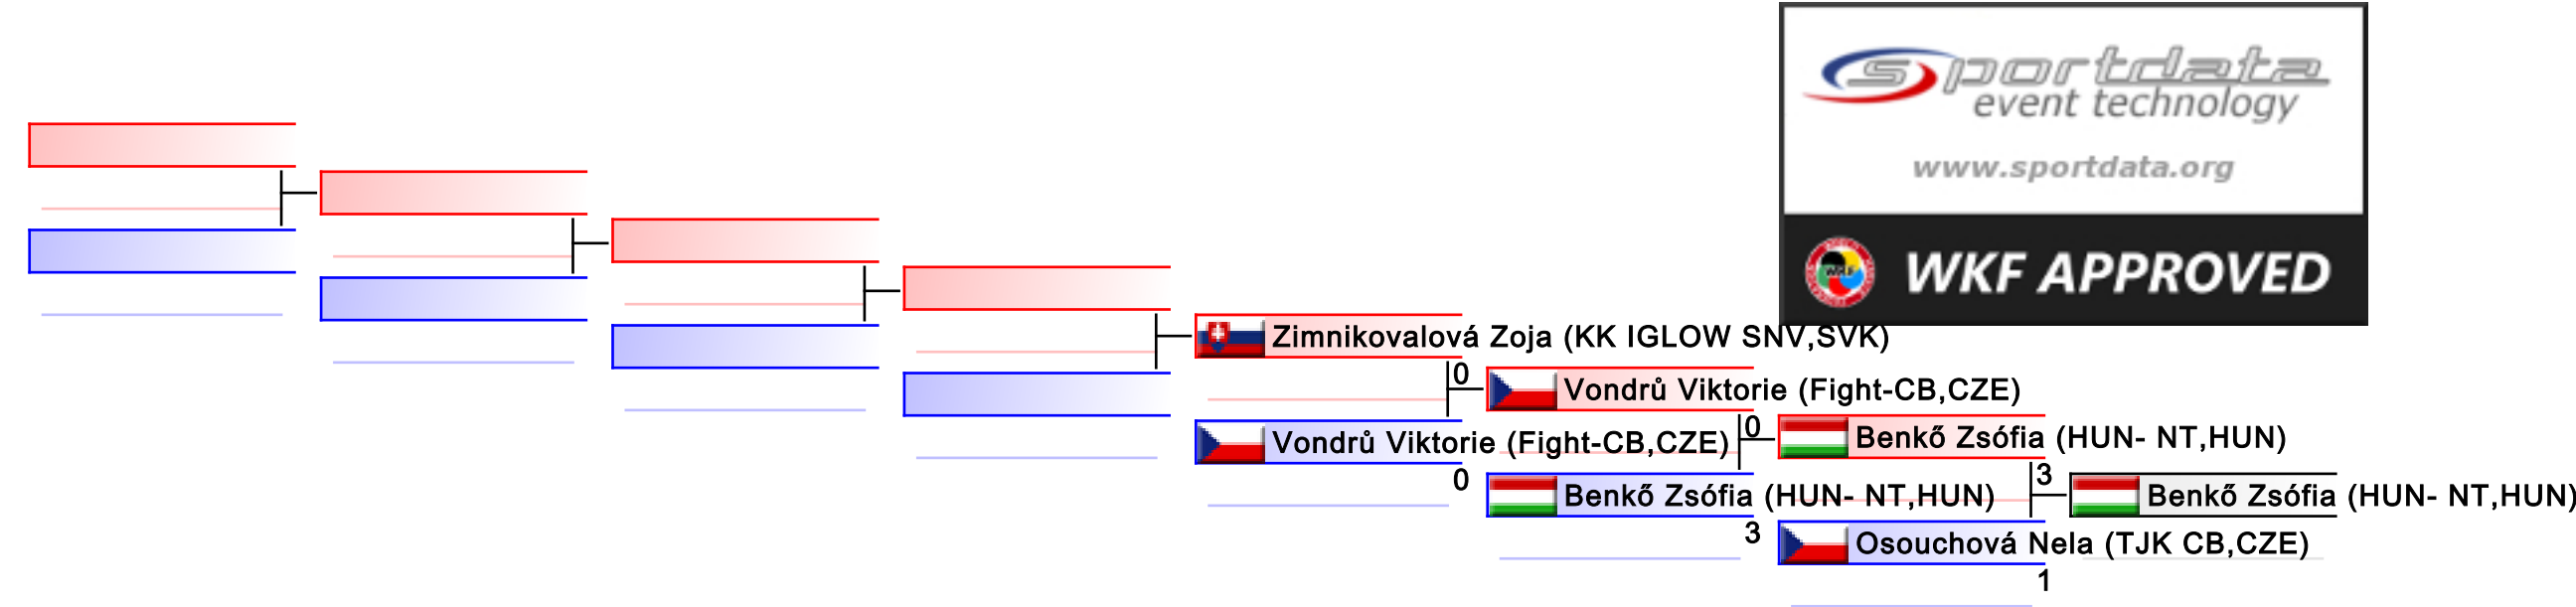 sportdata
event technology
www.sportdata.org
WKF APPROVED
Zimnikovalová Zoja (KK IGLOW SNV,SVK)
0
Vondrů Viktorie (Fight-CB,CZE)
Vondrů Viktorie (Fight-CB,CZE)
0
0
Benkő Zsófia (HUN- NT,HUN)
Benkő Zsófia (HUN- NT,HUN)
3
3
Benkő Zsófia (HUN- NT,HUN)
Osouchová Nela (TJK CB,CZE)
1